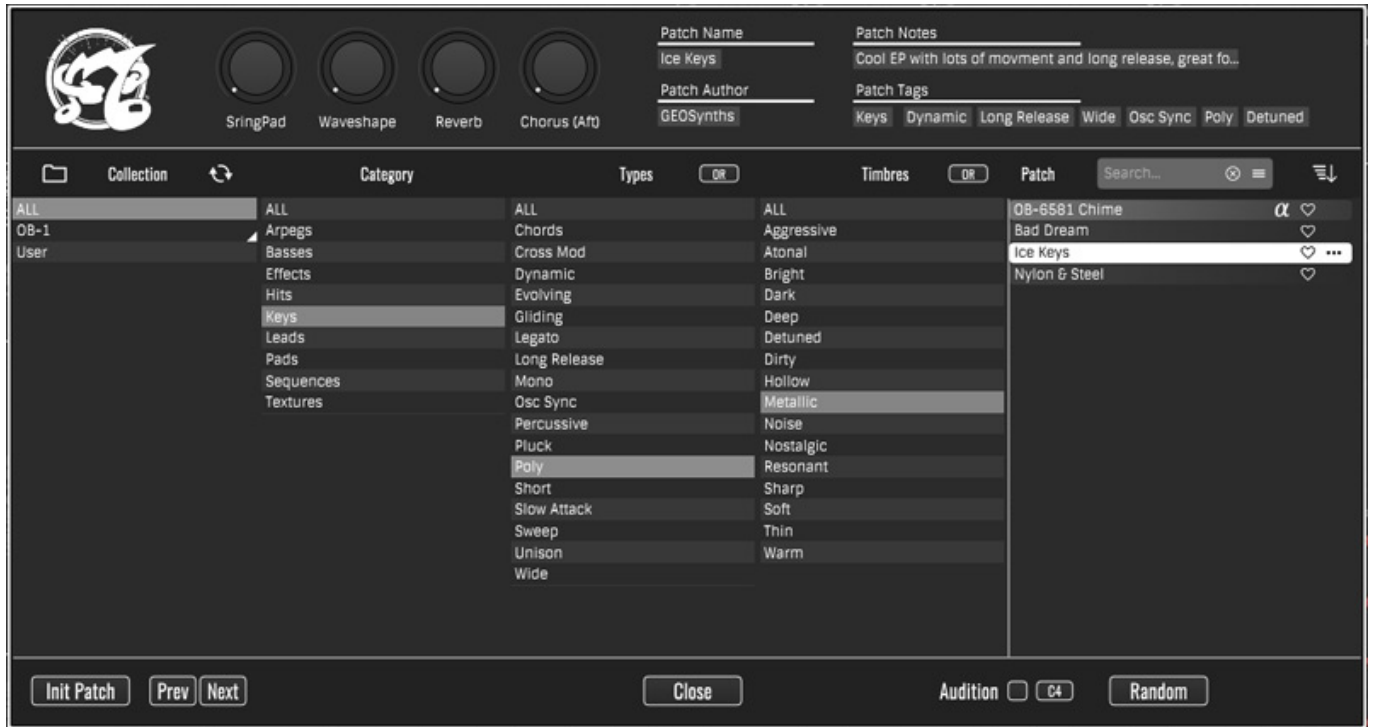 Patch Name
Patch Notes
Ice Keys
Cool EP with lots of movment and long release, great fo...
Patch Author
Patch Tags
SringPad Waveshape Reverb Chorus (Aft)
GEOSynths
Keys Dynamic Long Release Wide Osc Sync Poly Detuned
Collection Category Types OR Timbres OR Patch Search...
ALL
OB-1
User
ALL
Arpegs
Basses
Effects
Hits
Keys
Leads
Pads
Sequences
Textures
ALL
Chords
Cross Mod
Dynamic
Evolving
Gliding
Legato
Long Release
Mono
Osc Sync
Percussive
Pluck
Poly
Short
Slow Attack
Sweep
Unison
Wide
ALL
Aggressive
Atonal
Bright
Dark
Deep
Detuned
Dirty
Hollow
Metallic
Noise
Nostalgic
Resonant
Sharp
Soft
Thin
Warm
OB-6581 Chime α
Bad Dream
Ice Keys
Nylon & Steel
Init Patch Prev Next Close Audition C4 Random